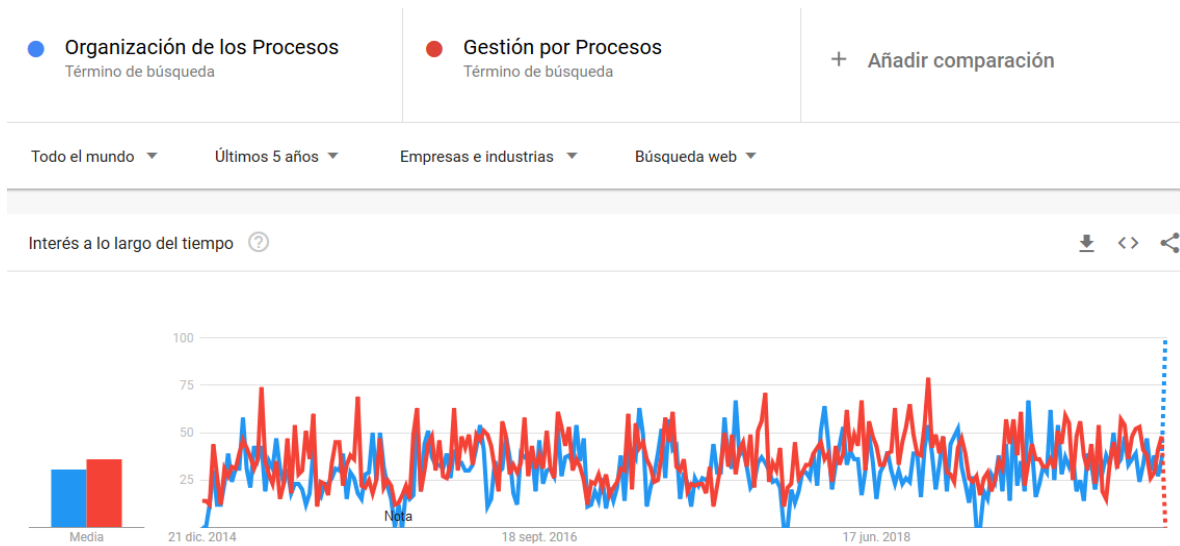 Organización de los Procesos
Término de búsqueda
Gestión por Procesos
Término de búsqueda
+ Añadir comparación
Todo el mundo
Últimos 5 años
Empresas e industrias
Búsqueda web
Interés a lo largo del tiempo ?
100
75
50
25
Nota
Media
21 dic. 2014
18 sept. 2016
17 jun. 2018